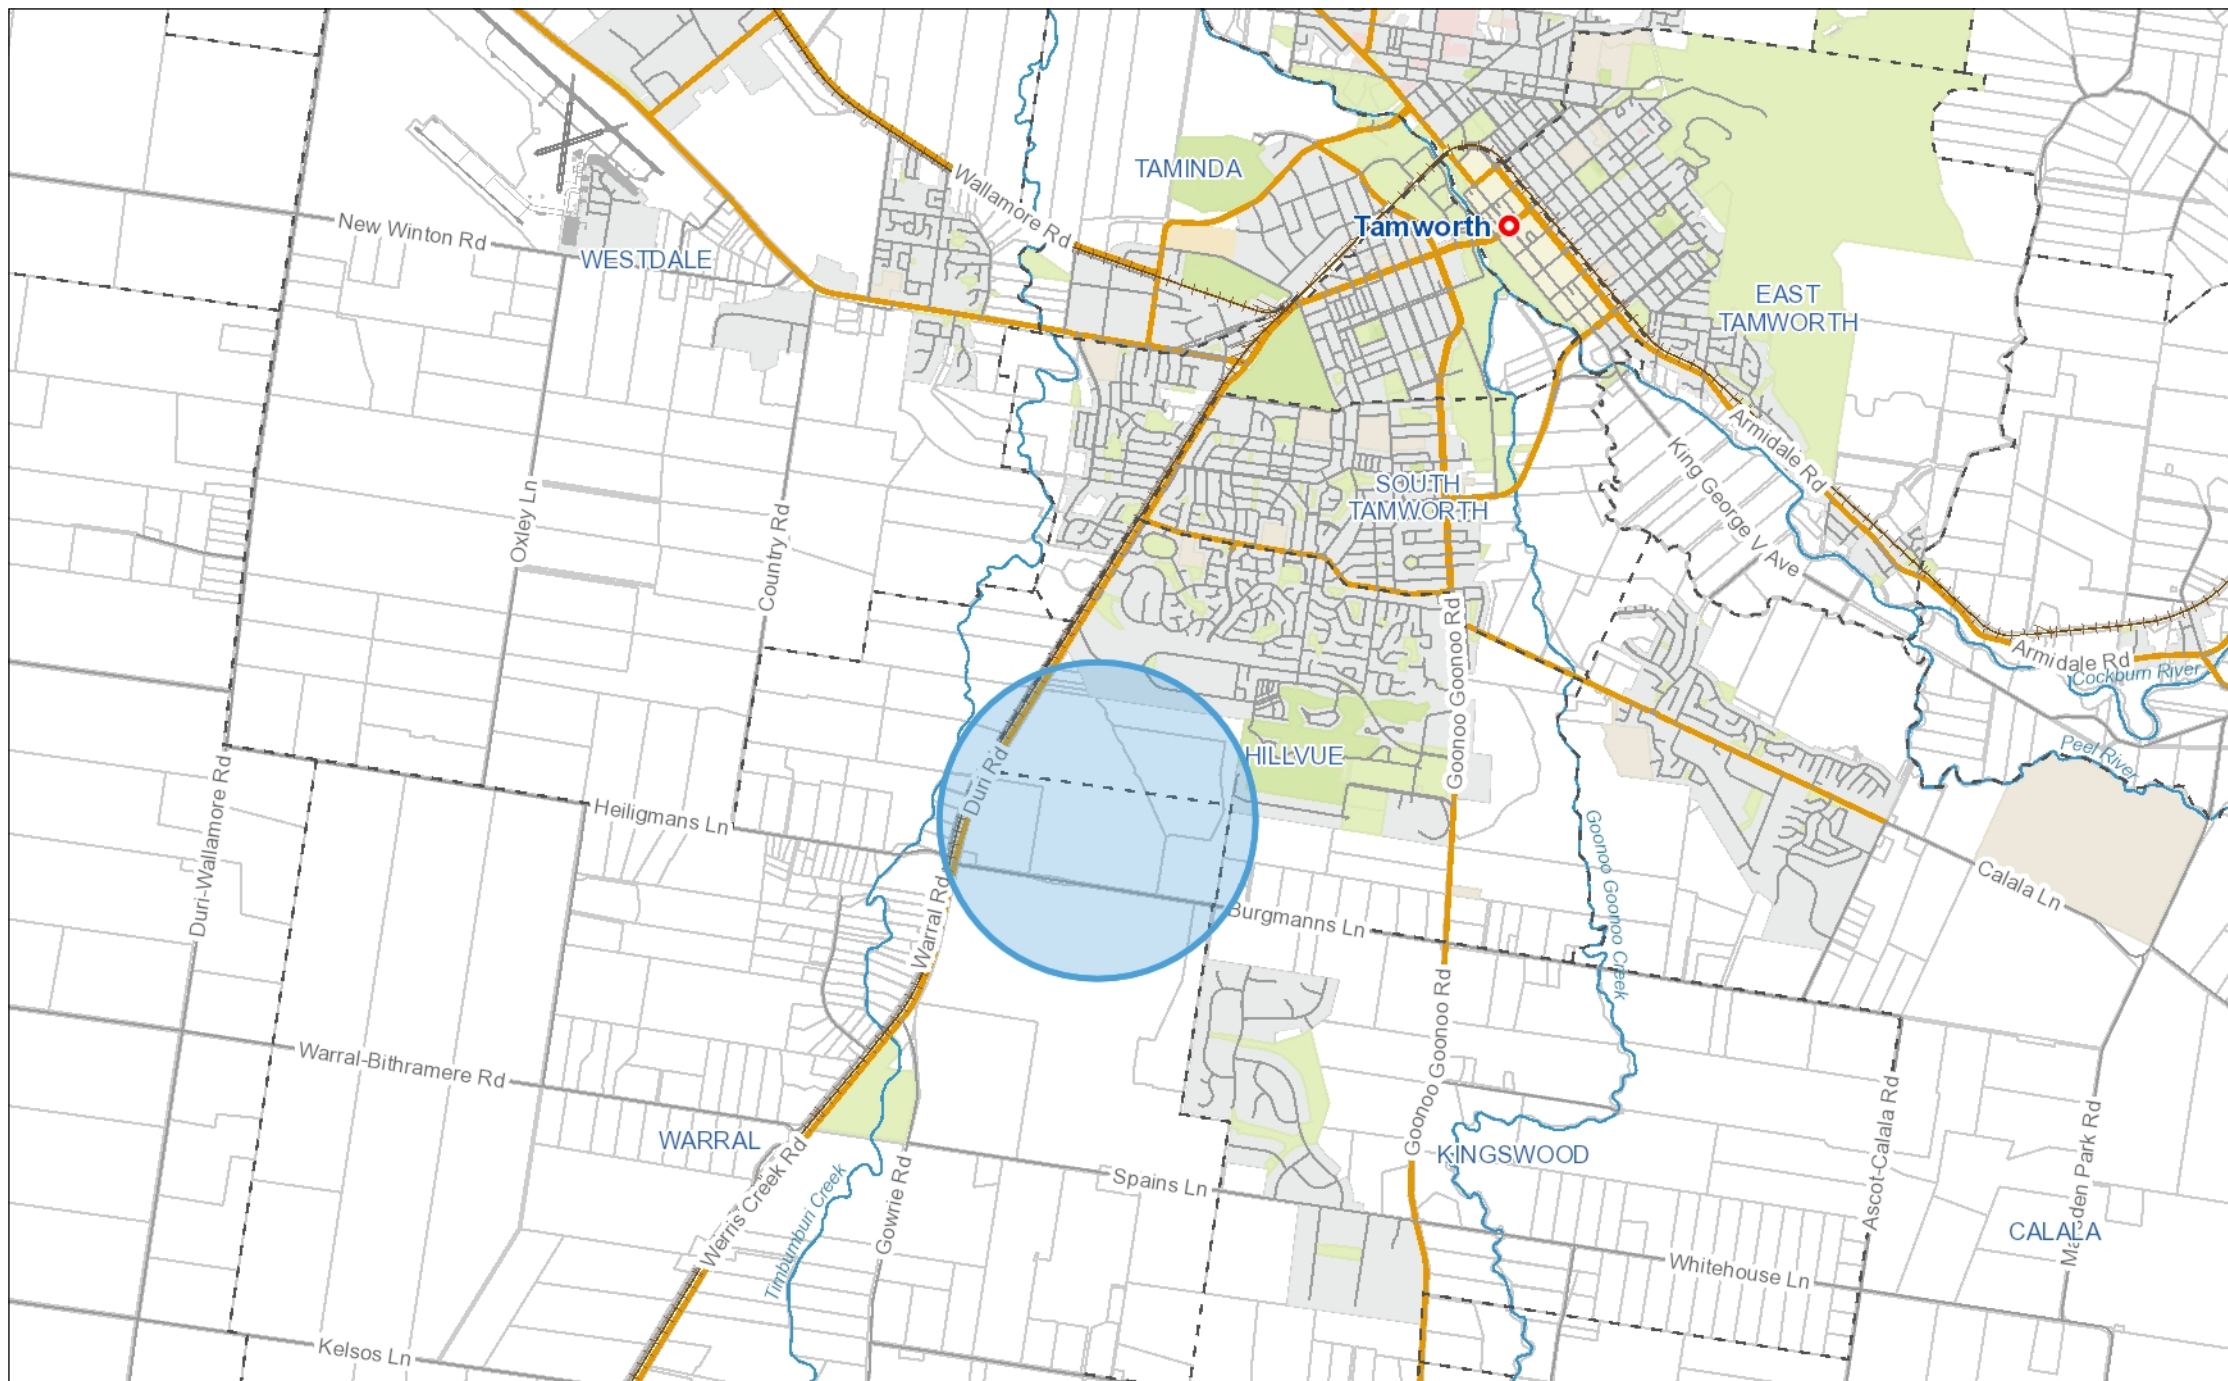 TAMINDA
Wallamore Rd
Tamworth
New Winton Rd
WESTDALE
EAST
TAMWORTH
Armidale Rd
King George V Ave
SOUTH
TAMWORTH
Oxley Ln
Country Rd
Goonoo Goonoo Rd
Armidale Rd
Cockburn River
Peel River
HILLVUE
Duri Rd
Duri-Wallamore Rd
Heiligmans Ln
Goonoo Goonoo Creek
Calala Ln
Warral Rd
Burgmanns Ln
Goonoo Goonoo Rd
Warral-Bithramere Rd
WARRAL
Werris Creek Rd
Timbumburi Creek
Gowrie Rd
Spains Ln
KINGSWOOD
Ascot-Calala Rd
CALALA
den Park Rd
Whitehouse Ln
Kelsos Ln